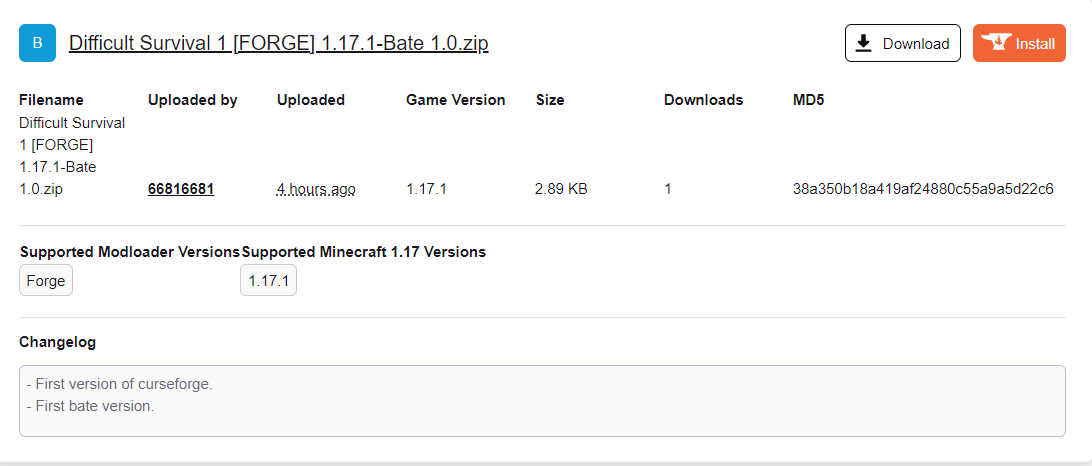 B
Difficult Survival 1 [FORGE] 1.17.1-Bate 1.0.zip
Download
Install
Filename
Uploaded by
Uploaded
Game Version
Size
Downloads
MD5
Difficult Survival
1 [FORGE]
1.17.1-Bate
1.0.zip
66816681
4 hours ago
1.17.1
2.89 KB
1
38a350b18a419af24880c55a9a5d22c6
Supported Modloader Versions
Supported Minecraft 1.17 Versions
Forge
1.17.1
Changelog
- First version of curseforge.
- First bate version.